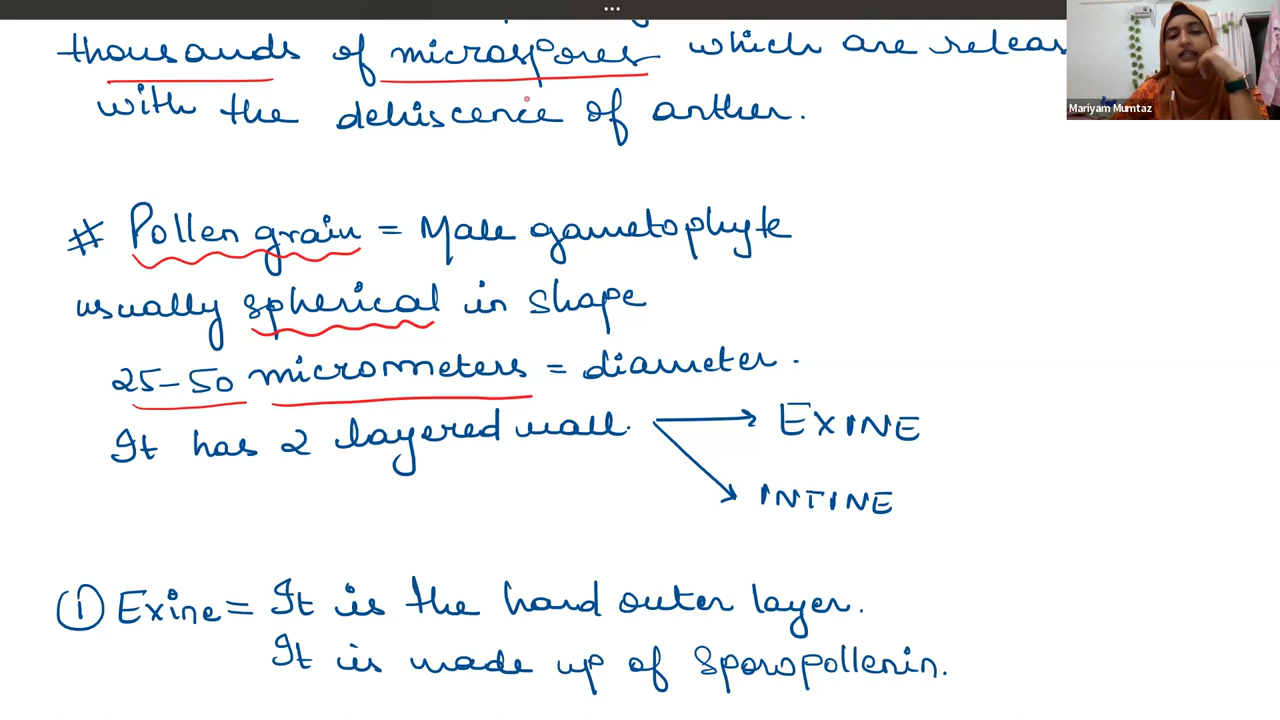 thousands of microspores which are releas
with the dehiscence of anther.
Mariyam Mumtaz
# Pollen grain = Male gametophyte
usually spherical in shape
25-50 micrometers = diameter.
It has 2 layered wall. → EXINE
→ INTINE
① Exine = It is the hard outer layer.
It is made up of Sporopollenin.